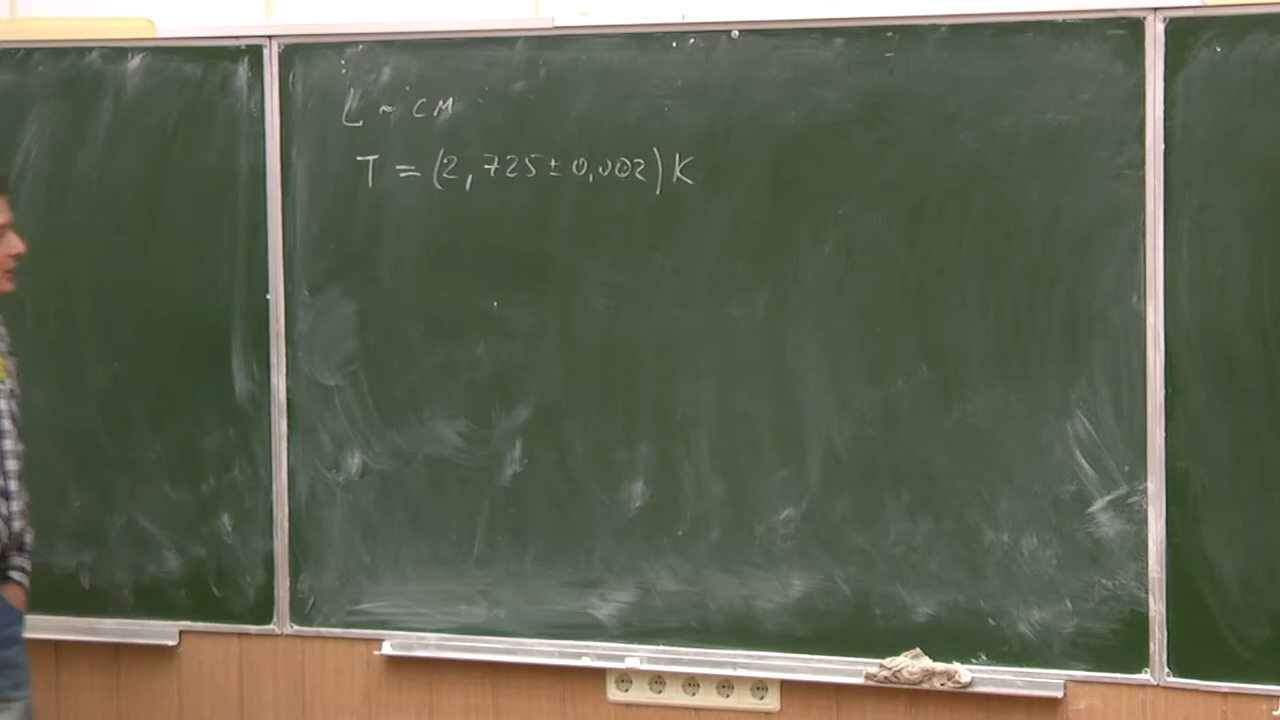 L ~ см
T = (2,725 ± 0,002) K